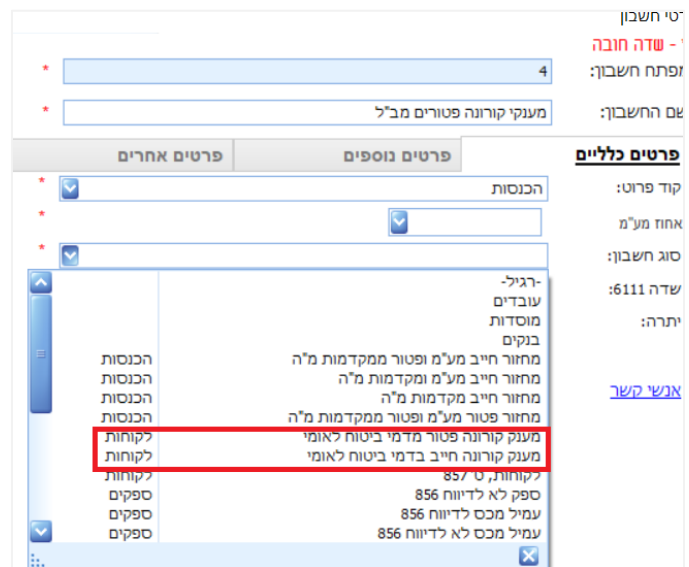 רטי חשבון
- שדה חובה
מפתח חשבון: 4 *
שם החשבון: מענקי קורונה פטורים מב"ל *
פרטים כלליים פרטים נוספים פרטים אחרים
קוד פרוט: הכנסות *
אחוז מע"מ *
סוג חשבון: *
-רגיל-
שדה 6111:
עובדים
מוסדות
יתרה:
בנקים
מחזור חייב מע"מ ופטור ממקדמות מ"ה הכנסות
מחזור חייב מע"מ ומקדמות מ"ה הכנסות
מחזור חייב מקדמות מ"ה הכנסות
אנשי קשר
מחזור פטור מע"מ ופטור ממקדמות מ"ה הכנסות
מענק קורונה פטור מדמי ביטוח לאומי לקוחות
מענק קורונה חייב בדמי ביטוח לאומי לקוחות
לקוחות, ט 857 לקוחות
ספק לא לדיווח 856 ספקים
עמיל מכס לדיווח 856 ספקים
עמיל מכס לא לדיווח 856 ספקים